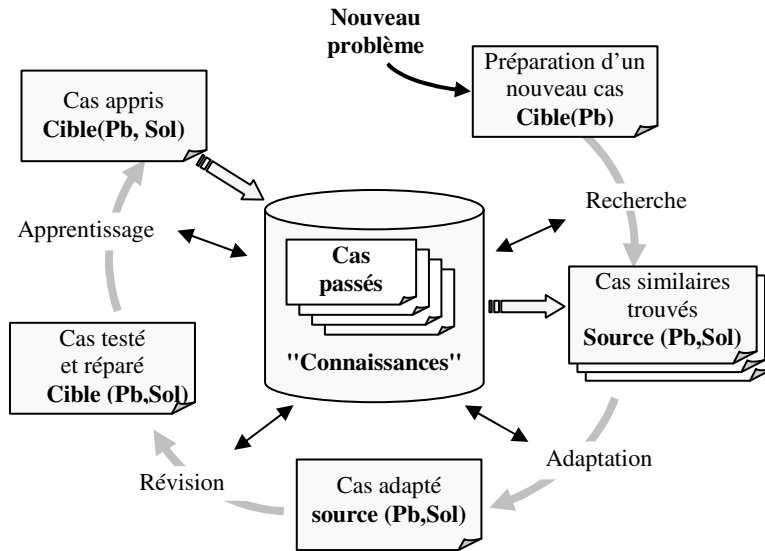 Nouveau
problème
Préparation d'un
nouveau cas
Cible(Pb)
Cas appris
Cible(Pb, Sol)
Recherche
Apprentissage
Cas
passés
"Connaissances"
Cas similaires
trouvés
Source (Pb,Sol)
Cas testé
et réparé
Cible (Pb,Sol)
Adaptation
Révision
Cas adapté
source (Pb,Sol)